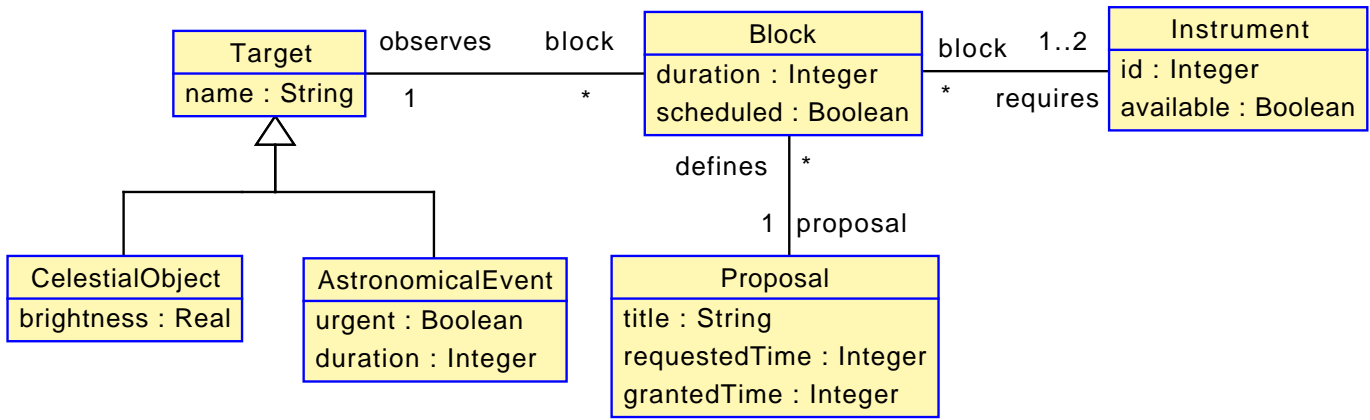 Target
name : String
observes
block
1
*
Block
duration : Integer
scheduled : Boolean
block
1..2
*
requires
Instrument
id : Integer
available : Boolean
defines
*
1
proposal
CelestialObject
brightness : Real
AstronomicalEvent
urgent : Boolean
duration : Integer
Proposal
title : String
requestedTime : Integer
grantedTime : Integer